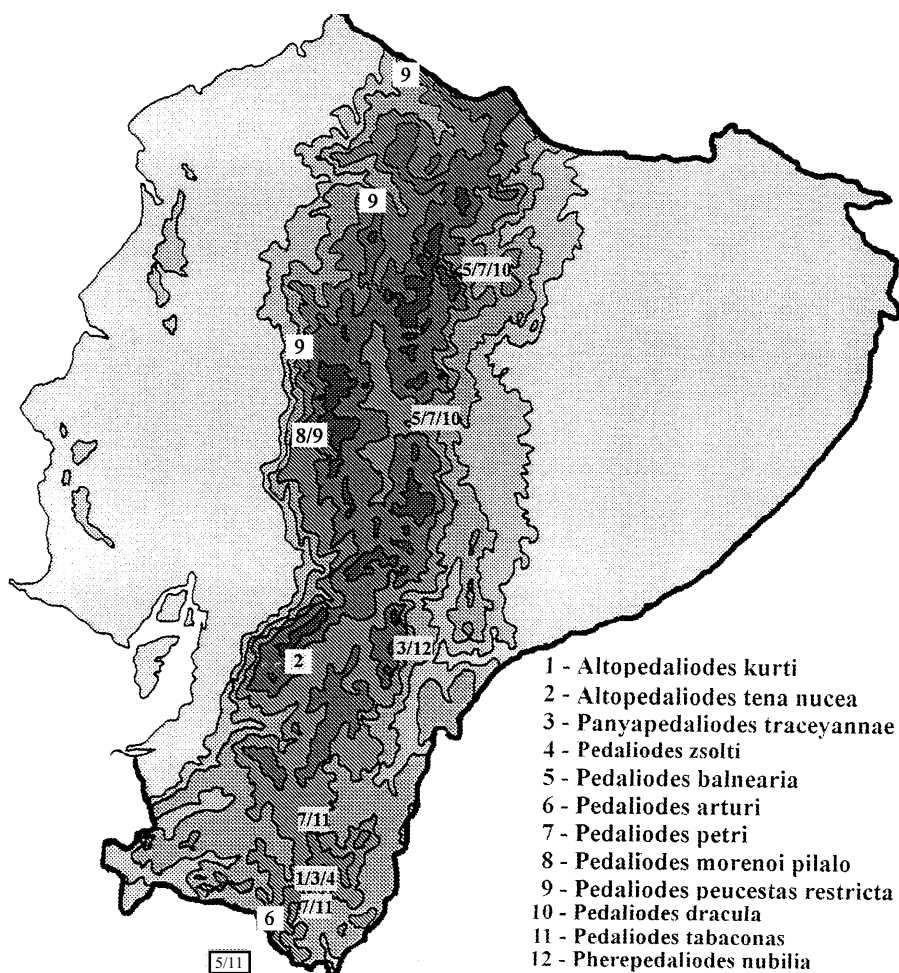 9
9
5/7/10
9
5/7/10
8/9
3/12
2
1 - Altopedaliodes kurti
2 - Altopedaliodes tena nucea
3 - Panyapedaliodes traceyannae
4 - Pedaliodes zsolti
5 - Pedaliodes balnearia
6 - Pedaliodes arturi
7 - Pedaliodes petri
8 - Pedaliodes morenoi pilalo
9 - Pedaliodes peucestas restricta
10 - Pedaliodes dracula
11 - Pedaliodes tabaconas
12 - Pherepedaliodes nubilia
7/11
1/3/4
7/11
6
5/11